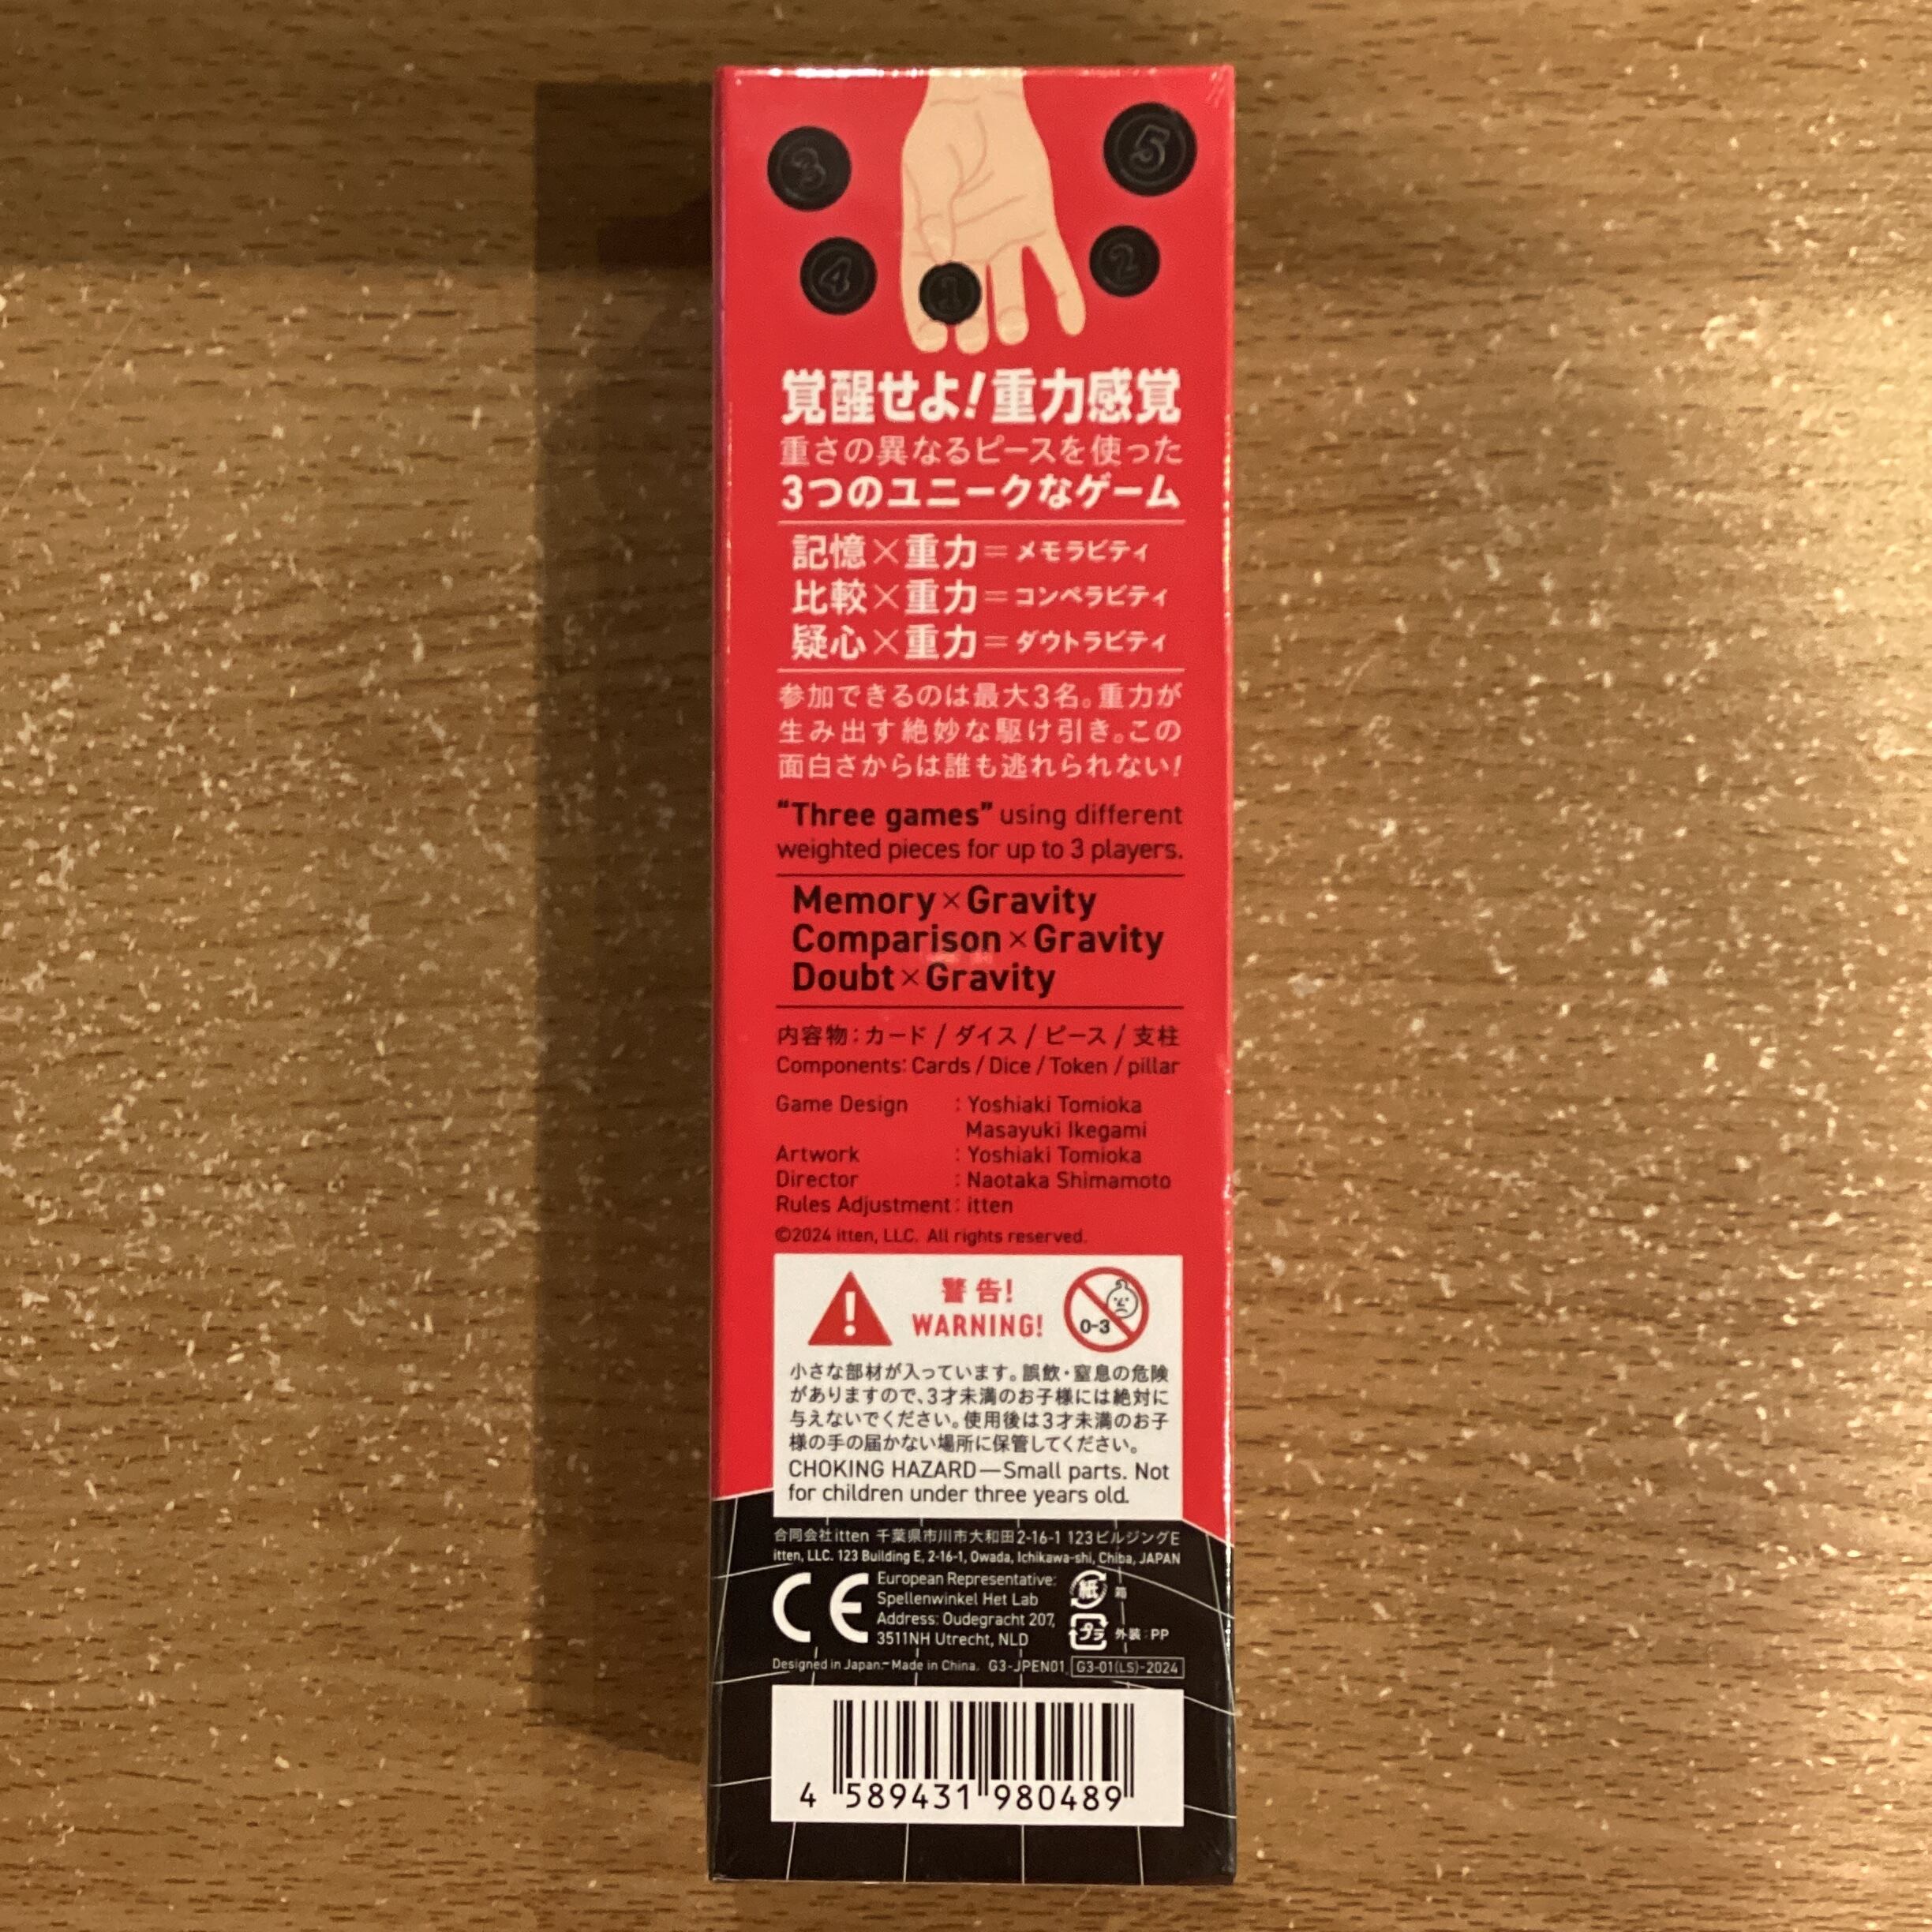 3
5
4
1
2
覚醒せよ!重力感覚
重さの異なるピースを使った
3つのユニークなゲーム
記憶×重力=メモラビティ
比較×重力=コンペラビティ
疑心×重力=ダウトラビティ
参加できるのは最大3名。重力が
生み出す絶妙な駆け引き。この
面白さからは誰も逃れられない!
“Three games” using different
weighted pieces for up to 3 players.
Memory×Gravity
Comparison×Gravity
Doubt×Gravity
内容物:カード / ダイス / ピース / 支柱
Components: Cards / Dice / Token / pillar
Game Design : Yoshiaki Tomioka
Masayuki Ikegami
Artwork : Yoshiaki Tomioka
Director : Naotaka Shimamoto
Rules Adjustment : itten
©2024 itten, LLC. All rights reserved.
警告!
WARNING!
0-3
小さな部材が入っています。誤飲・窒息の危険
がありますので、3才未満のお子様には絶対に
与えないでください。使用後は3才未満のお子
様の手の届かない場所に保管してください。
CHOKING HAZARD—Small parts. Not
for children under three years old.
合同会社itten 千葉県市川市大和田2-16-1 123ビルジングE
itten, LLC. 123 Building E, 2-16-1, Owada, Ichikawa-shi, Chiba, JAPAN
CE
European Representative:
Spellenwinkel Het Lab
Address: Oudegracht 207,
3511NH Utrecht, NLD
紙 箱
プラ 外装:PP
Designed in Japan. Made in China. G3-JPEN01 G3-01(LS)-2024
4 589431 980489